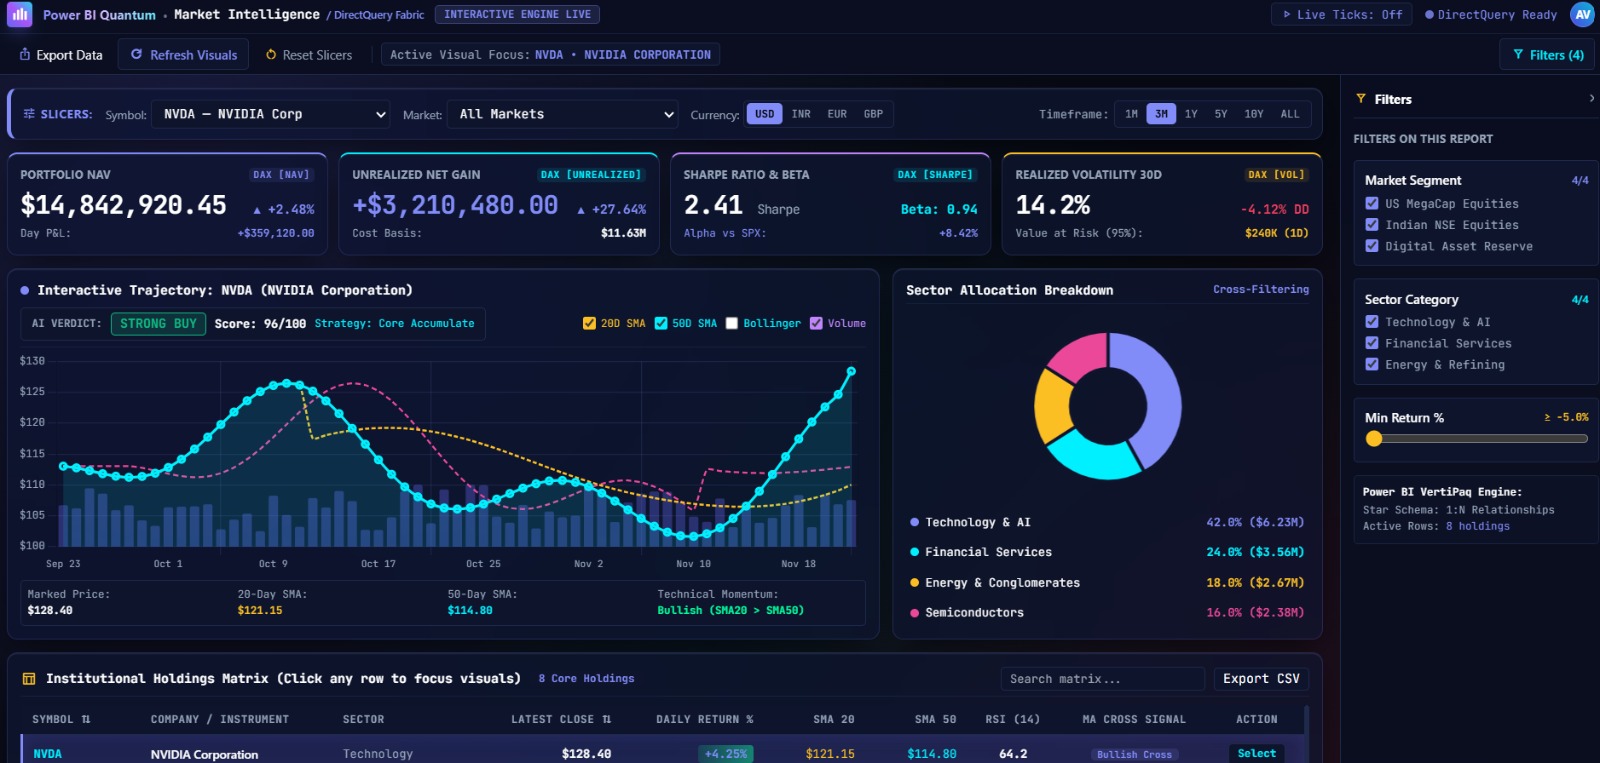 Power BI Quantum • Market Intelligence / DirectQuery Fabric INTERACTIVE ENGINE LIVE
Live Ticks: Off DirectQuery Ready AV
Export Data Refresh Visuals Reset Slicers Active Visual Focus: NVDA • NVIDIA CORPORATION Filters (4)
SLICERS: Symbol: NVDA — NVIDIA Corp Market: All Markets Currency: USD INR EUR GBP Timeframe: 1M 3M 1Y 5Y 10Y ALL
PORTFOLIO NAV DAX [NAV]
$14,842,920.45 ▲ +2.48%
Day P&L: +$359,120.00
UNREALIZED NET GAIN DAX [UNREALIZED]
+$3,210,480.00 ▲ +27.64%
Cost Basis: $11.63M
SHARPE RATIO & BETA DAX [SHARPE]
2.41 Sharpe Beta: 0.94
Alpha vs SPX: +8.42%
REALIZED VOLATILITY 30D DAX [VOL]
14.2% -4.12% DD
Value at Risk (95%): $240K (1D)
Interactive Trajectory: NVDA (NVIDIA Corporation)
AI VERDICT: STRONG BUY Score: 96/100 Strategy: Core Accumulate
20D SMA 50D SMA Bollinger Volume
$130
$125
$120
$115
$110
$105
$100
Sep 23 Oct 1 Oct 9 Oct 17 Oct 25 Nov 2 Nov 10 Nov 18
Marked Price: 20-Day SMA: 50-Day SMA: Technical Momentum:
$128.40 $121.15 $114.80 Bullish (SMA20 > SMA50)
Sector Allocation Breakdown Cross-Filtering
Technology & AI 42.0% ($6.23M)
Financial Services 24.0% ($3.56M)
Energy & Conglomerates 18.0% ($2.67M)
Semiconductors 16.0% ($2.38M)
Institutional Holdings Matrix (Click any row to focus visuals) 8 Core Holdings Search matrix... Export CSV
SYMBOL ⇅ COMPANY / INSTRUMENT SECTOR LATEST CLOSE ⇅ DAILY RETURN % SMA 20 SMA 50 RSI (14) MA CROSS SIGNAL ACTION
NVDA NVIDIA Corporation Technology $128.40 +4.25% $121.15 $114.80 64.2 Bullish Cross Select
Filters
FILTERS ON THIS REPORT
Market Segment 4/4
US MegaCap Equities
Indian NSE Equities
Digital Asset Reserve
Sector Category 4/4
Technology & AI
Financial Services
Energy & Refining
Min Return % ≥ -5.0%
Power BI VertiPaq Engine:
Star Schema: 1:N Relationships
Active Rows: 8 holdings